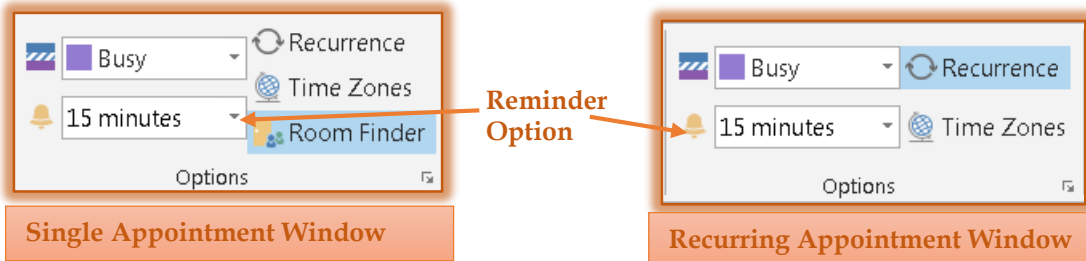 Busy
Recurrence
Time Zones
15 minutes
Room Finder
Options
Single Appointment Window
Reminder
Option
Busy
Recurrence
15 minutes
Time Zones
Options
Recurring Appointment Window